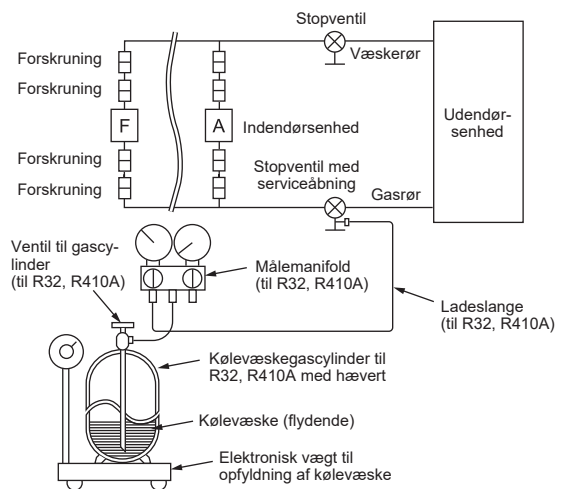 Stopventil
Væskerør
Forskruning
Forskruning
F
A
Indendørsenhed
Udendør-
senhed
Forskruning
Forskruning
Stopventil med
serviceåbning
Gasrør
Ventil til gascy-
linder
(til R32, R410A)
Målemanifold
(til R32, R410A)
Ladeslange
(til R32, R410A)
Kølevæskegascylinder til
R32, R410A med hævert
Kølevæske (flydende)
Elektronisk vægt til
opfyldning af kølevæske